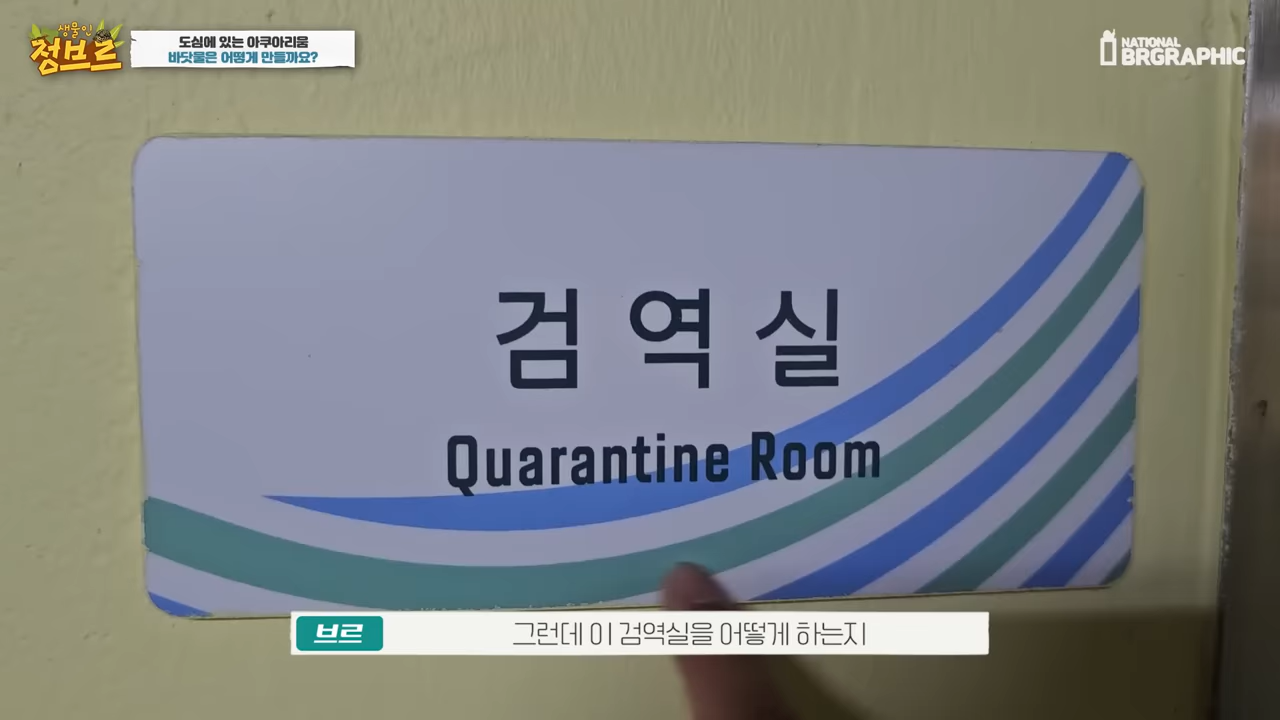 생물인
정브르
도심에 있는 아쿠아리움
바닷물은 어떻게 만들까요?
NATIONAL
BRGRAPHIC
검역실
Quarantine Room
브르
그런데 이 검역실을 어떻게 하는지